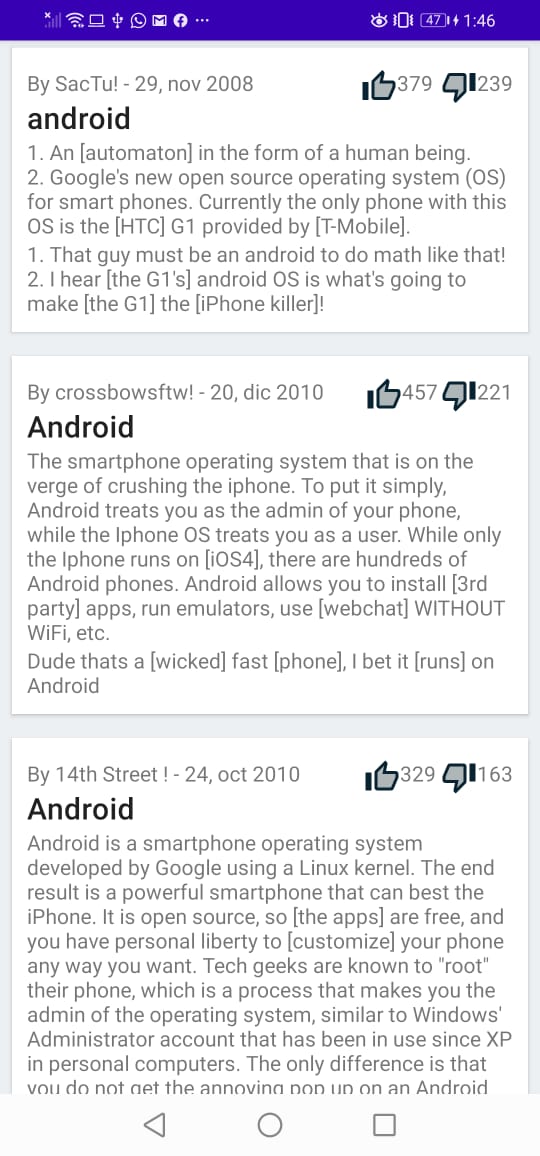 47 1:46
By SacTu! - 29, nov 2008 379 239
android
1. An [automaton] in the form of a human being.
2. Google's new open source operating system (OS)
for smart phones. Currently the only phone with this
OS is the [HTC] G1 provided by [T-Mobile].
1. That guy must be an android to do math like that!
2. I hear [the G1's] android OS is what's going to
make [the G1] the [iPhone killer]!
By crossbowsftw! - 20, dic 2010 457 221
Android
The smartphone operating system that is on the
verge of crushing the iphone. To put it simply,
Android treats you as the admin of your phone,
while the Iphone OS treats you as a user. While only
the Iphone runs on [iOS4], there are hundreds of
Android phones. Android allows you to install [3rd
party] apps, run emulators, use [webchat] WITHOUT
WiFi, etc.
Dude thats a [wicked] fast [phone], I bet it [runs] on
Android
By 14th Street ! - 24, oct 2010 329 163
Android
Android is a smartphone operating system
developed by Google using a Linux kernel. The end
result is a powerful smartphone that can best the
iPhone. It is open source, so [the apps] are free, and
you have personal liberty to [customize] your phone
any way you want. Tech geeks are known to "root"
their phone, which is a process that makes you the
admin of the operating system, similar to Windows'
Administrator account that has been in use since XP
in personal computers. The only difference is that
you do not get the annoying pop up on an Android